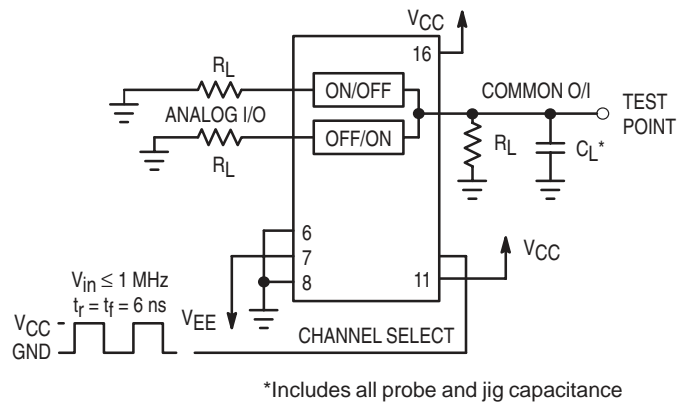 VCC
16
RL
ON/OFF
COMMON O/I
TEST
POINT
ANALOG I/O
RL
OFF/ON
RL
CL*
6
7
8
11
VCC
Vin ≤ 1 MHz
tr = tf = 6 ns
VCC
GND
VEE
CHANNEL SELECT
*Includes all probe and jig capacitance